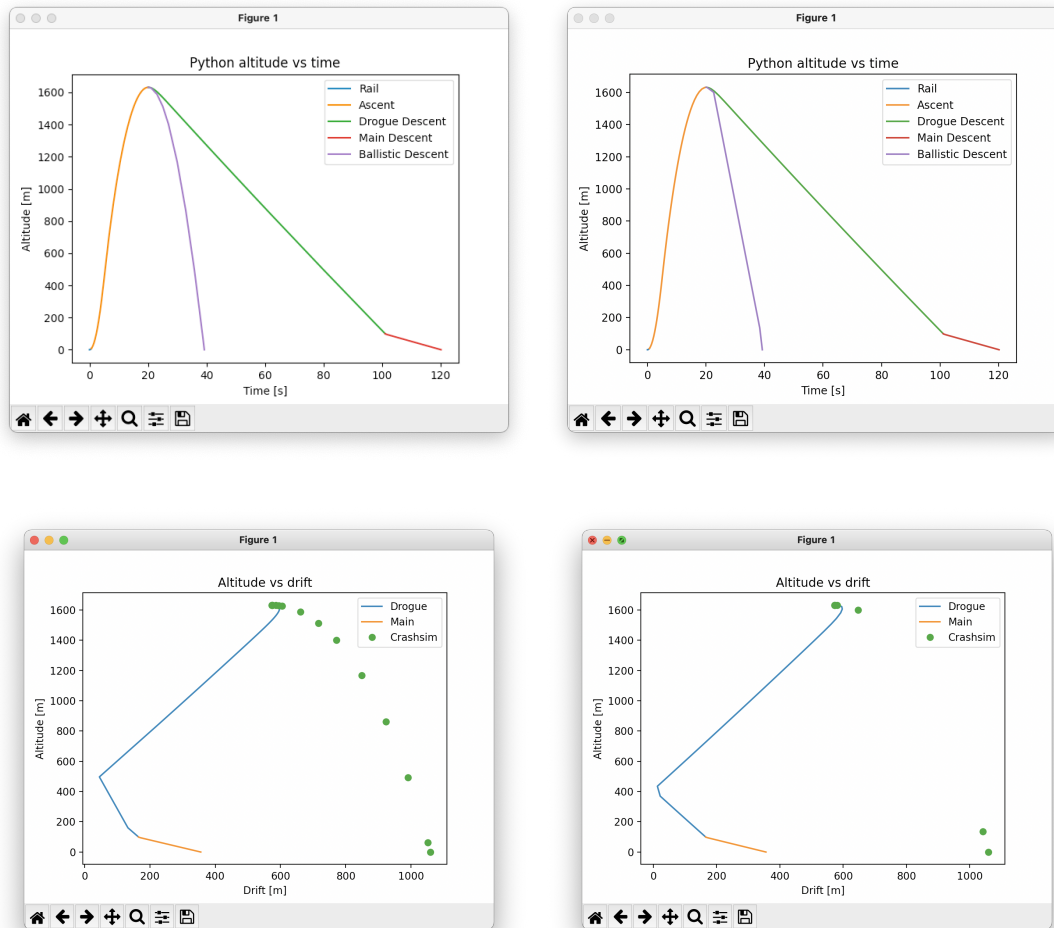 Figure 1
Python altitude vs time
Rail
Ascent
Drogue Descent
Main Descent
Ballistic Descent
1600
1400
1200
1000
800
600
400
200
0
Altitude [m]
0 20 40 60 80 100 120
Time [s]
Figure 1
Python altitude vs time
Rail
Ascent
Drogue Descent
Main Descent
Ballistic Descent
1600
1400
1200
1000
800
600
400
200
0
Altitude [m]
0 20 40 60 80 100 120
Time [s]
Figure 1
Altitude vs drift
Drogue
Main
Crashsim
1600
1400
1200
1000
800
600
400
200
0
Altitude [m]
0 200 400 600 800 1000
Drift [m]
Figure 1
Altitude vs drift
Drogue
Main
Crashsim
1600
1400
1200
1000
800
600
400
200
0
Altitude [m]
0 200 400 600 800 1000
Drift [m]